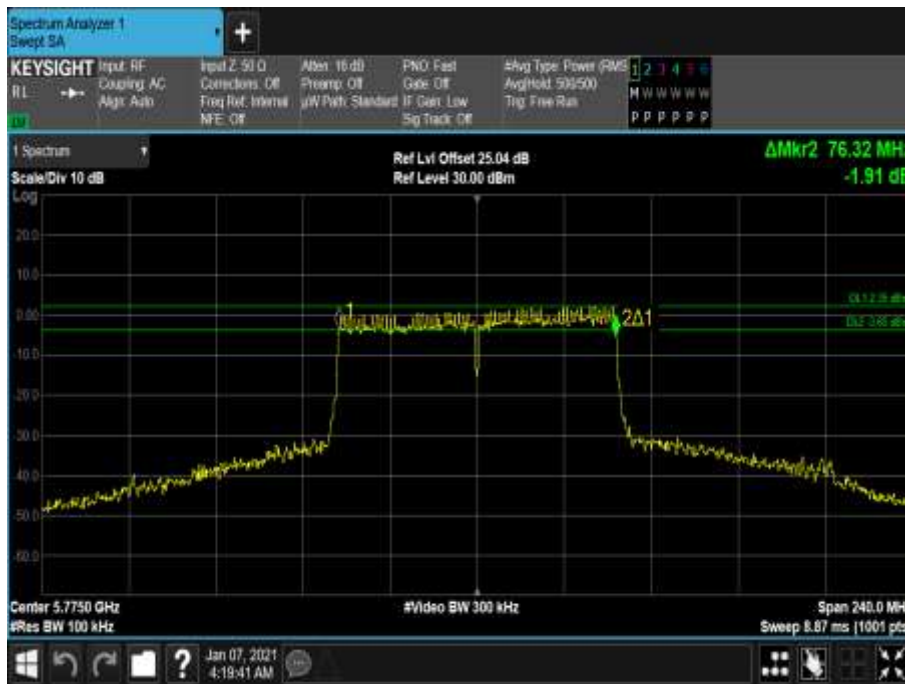 Spectrum Analyzer 1
Swept SA
+
KEYSIGHT
RL
Input: RF
Coupling: AC
Align: Auto
Input Z: 50 Ω
Corrections: Off
Freq Ref: Internal
NFE: Off
Atten: 16 dB
Preamp: Off
µW Path: Standard
PNO: Fast
Gate: Off
IF Gain: Low
Sig Track: Off
#Avg Type: Power (RMS
Avg|Hold: 500/500
Trig: Free Run
1 2 3 4 5 6
M W W W W W
P P P P P P
1 Spectrum
Scale/Div 10 dB
Ref Lvl Offset 25.04 dB
Ref Level 30.00 dBm
ΔMkr2 76.32 MH
-1.91 dB
Log
20.0
10.0
0.00
-10.0
-20.0
-30.0
-40.0
-50.0
-60.0
1
2Δ1
Center 5.7750 GHz
#Res BW 100 kHz
#Video BW 300 kHz
Span 240.0 MH
Sweep 8.87 ms (1001 pts
?
Jan 07, 2021
4:19:41 AM